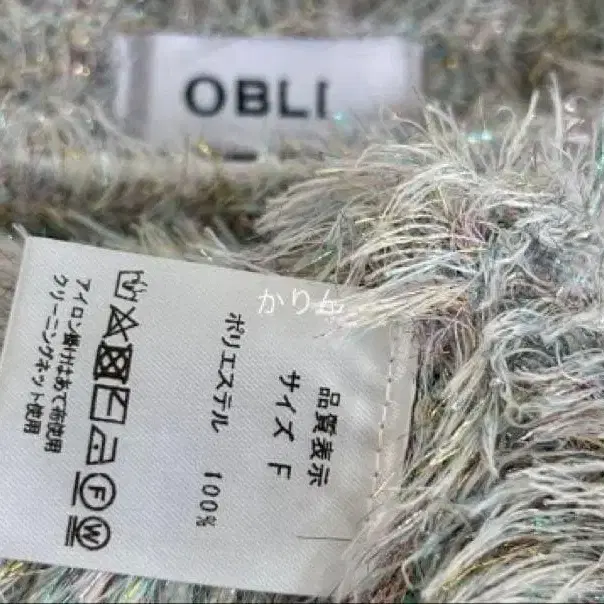 OBLI
かりん
品質表示
サイズ F
ポリエステル 100%
F W
アイロン掛けはあて布使用
クリーニングネット使用